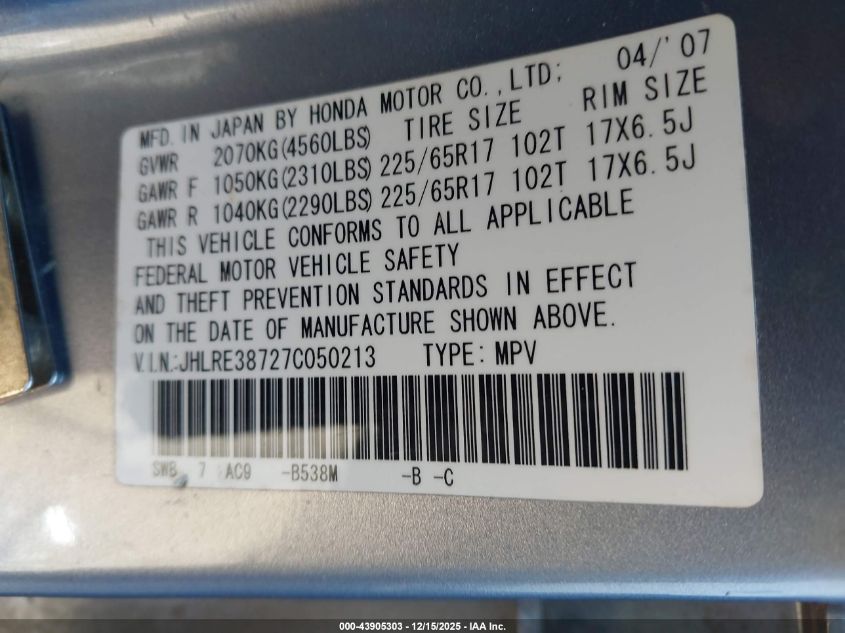 MFD. IN JAPAN BY HONDA MOTOR CO.,LTD; 04/'07
GVWR 2070KG(4560LBS) TIRE SIZE RIM SIZE
GAWR F 1050KG(2310LBS) 225/65R17 102T 17X6.5J
GAWR R 1040KG(2290LBS) 225/65R17 102T 17X6.5J
THIS VEHICLE CONFORMS TO ALL APPLICABLE
FEDERAL MOTOR VEHICLE SAFETY
AND THEFT PREVENTION STANDARDS IN EFFECT
ON THE DATE OF MANUFACTURE SHOWN ABOVE.
V.I.N.:JHLRE38727C050213 TYPE: MPV
SWB 7 AC9 -B538M -B -C
000-43905303 - 12/15/2025 - IAA Inc.